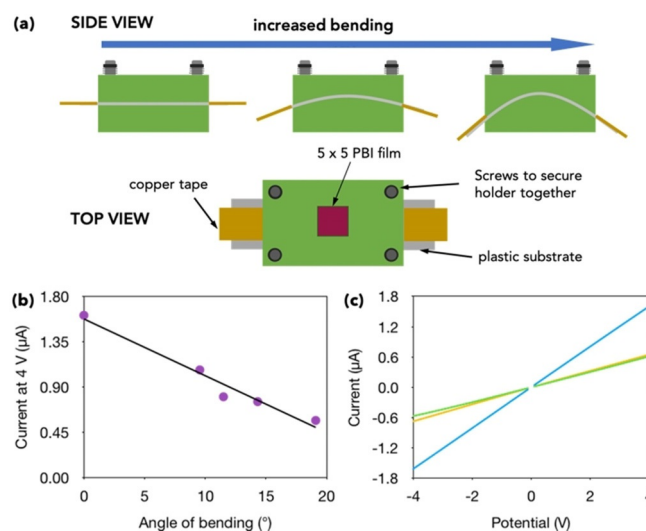 (a)
SIDE VIEW
increased bending
5 x 5 PBI film
copper tape
Screws to secure
holder together
TOP VIEW
plastic substrate
(b)
1.80
1.35
0.90
0.45
0.00
Current at 4 V (μA)
0
5
10
15
20
Angle of bending (°)
(c)
1.8
1.2
0.6
0.0
-0.6
-1.2
-1.8
Current (μA)
-4
-2
0
2
4
Potential (V)